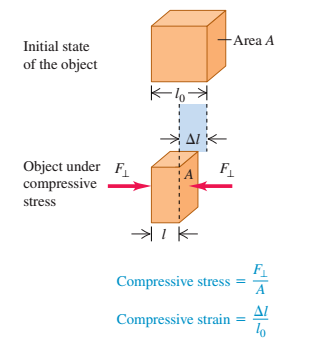 Initial state
of the object
Area A
l₀
Δl
Object under
compressive
stress
F⊥
A
F⊥
l
Compressive stress = F⊥/A
Compressive strain = Δl/l₀